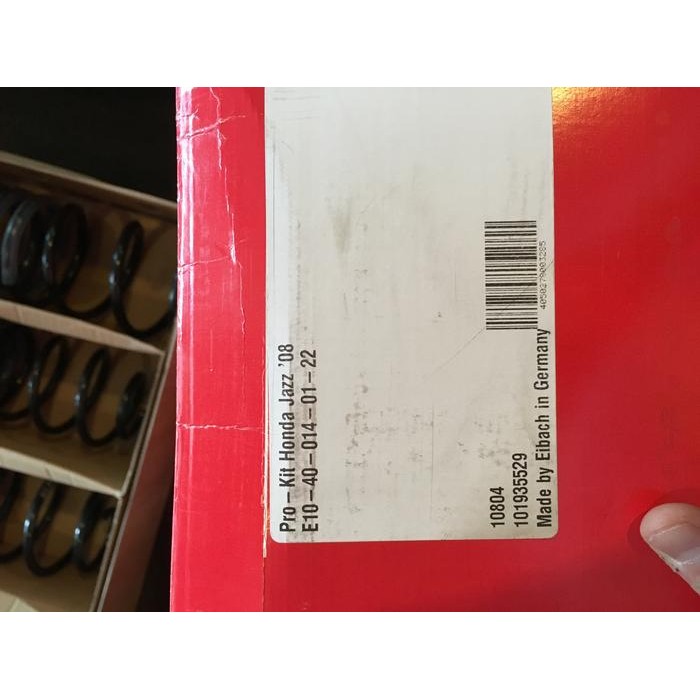 Pro – Kit Honda Jazz '08
E10 – 40 – 014 – 01 – 22
10804
101935529
Made by Eibach in Germany